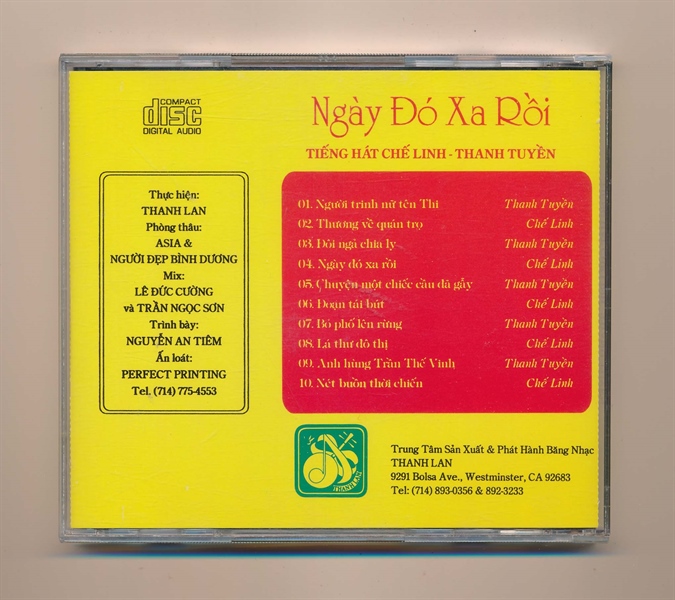 COMPACT
disc
DIGITAL AUDIO
Ngày Đó Xa Rồi
TIẾNG HÁT CHẾ LINH - THANH TUYỀN
Thực hiện:
THANH LAN
Phòng thâu:
ASIA &
NGƯỜI ĐẸP BÌNH DƯƠNG
Mix:
LÊ ĐỨC CƯỜNG
và TRẦN NGỌC SƠN
Trình bày:
NGUYỄN AN TIÊM
Ấn loát:
PERFECT PRINTING
Tel. (714) 775-4553
01. Người trinh nữ tên Thi Thanh Tuyền
02. Thương về quán trọ Chế Linh
03. Đôi ngả chia ly Thanh Tuyền
04. Ngày đó xa rồi Chế Linh
05. Chuyện một chiếc cầu đã gẫy Thanh Tuyền
06. Đoạn tái bút Chế Linh
07. Bỏ phố lên rừng Thanh Tuyền
08. Lá thư đô thị Chế Linh
09. Anh hùng Trần Thế Vinh Thanh Tuyền
10. Nét buồn thời chiến Chế Linh
THANH LAN
Trung Tâm Sản Xuất & Phát Hành Băng Nhạc
THANH LAN
9291 Bolsa Ave., Westminster, CA 92683
Tel: (714) 893-0356 & 892-3233